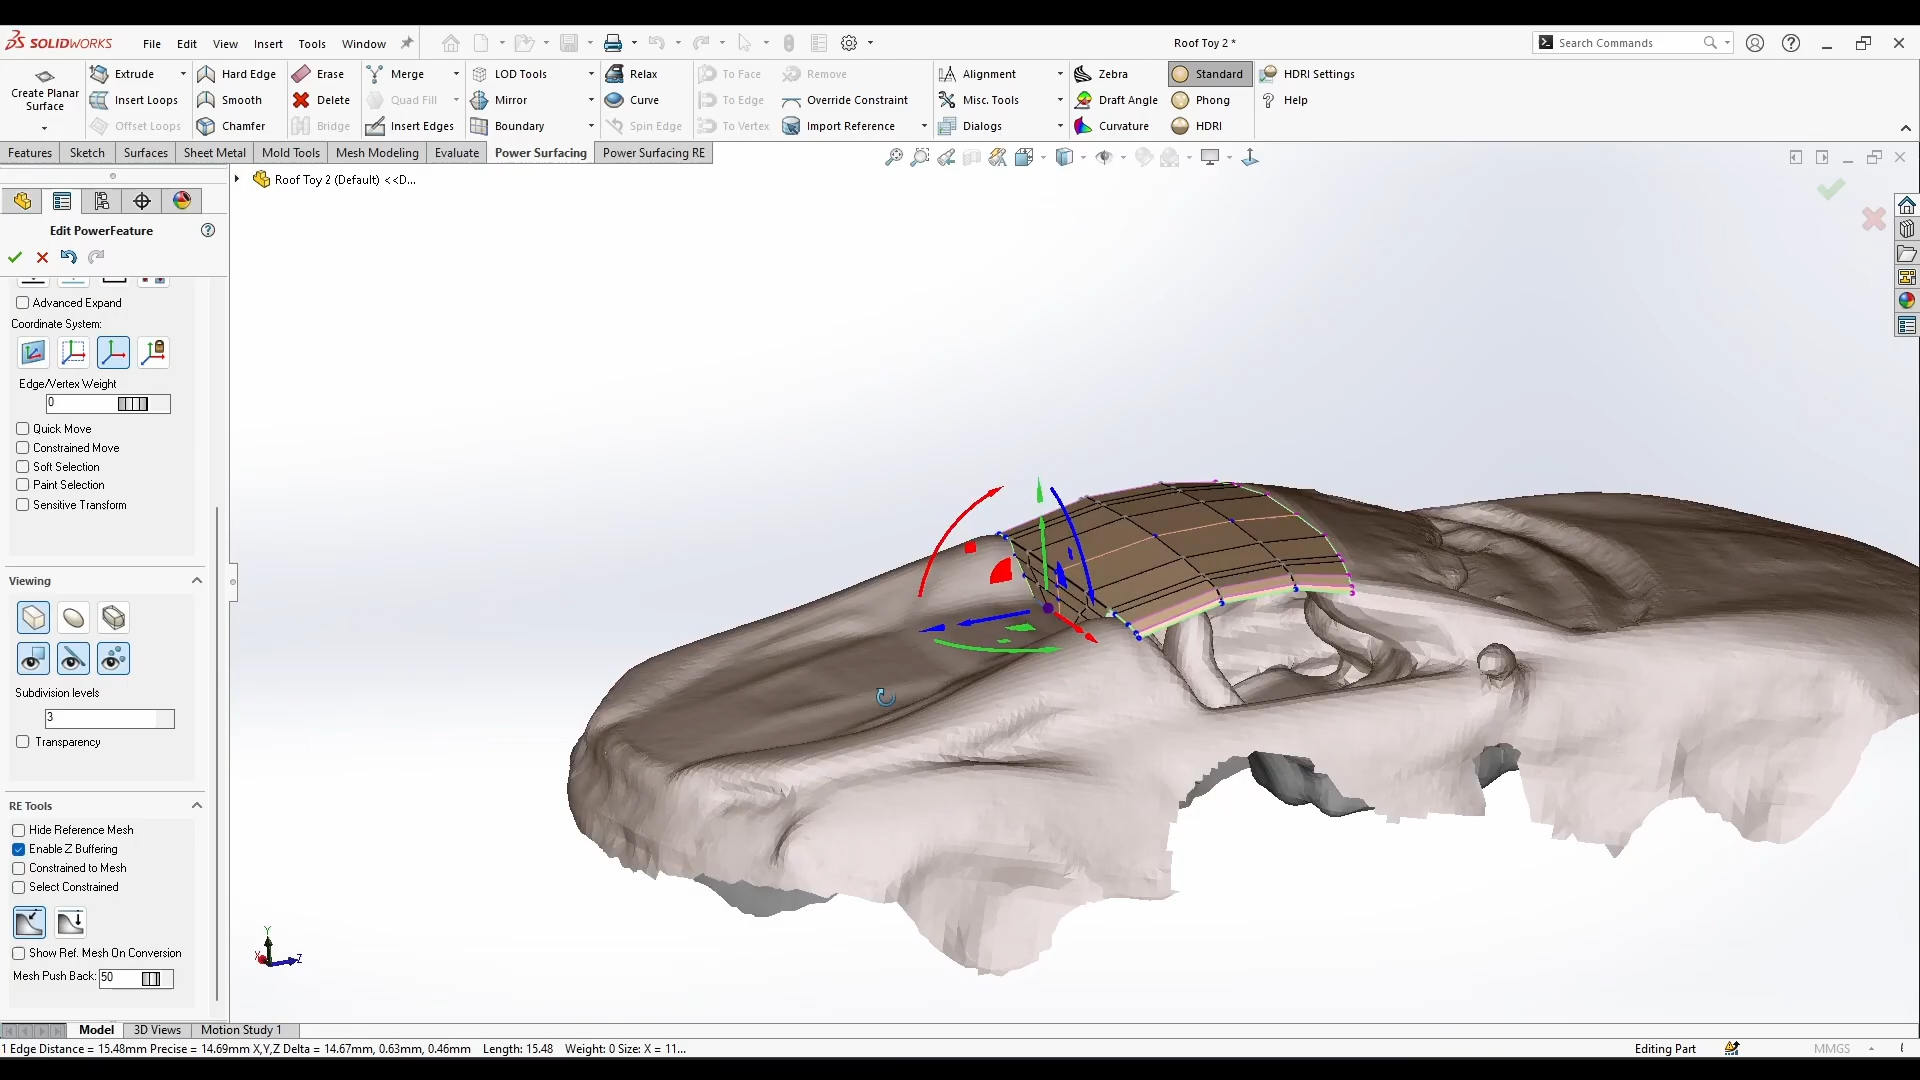 SOLIDWORKS File Edit View Insert Tools Window Roof Toy 2 * Search Commands
Create Planar Surface
Extrude Hard Edge Erase Merge LOD Tools Relax To Face Remove Alignment Zebra Standard HDRI Settings
Insert Loops Smooth Delete Quad Fill Mirror Curve To Edge Override Constraint Misc. Tools Draft Angle Phong Help
Offset Loops Chamfer Bridge Insert Edges Boundary Spin Edge To Vertex Import Reference Dialogs Curvature HDRI
Features Sketch Surfaces Sheet Metal Mold Tools Mesh Modeling Evaluate Power Surfacing Power Surfacing RE
Roof Toy 2 (Default) <<D...
Edit PowerFeature
Advanced Expand
Coordinate System:
Edge/Vertex Weight
0
Quick Move
Constrained Move
Soft Selection
Paint Selection
Sensitive Transform
Viewing
Subdivision levels
3
Transparency
RE Tools
Hide Reference Mesh
Enable Z Buffering
Constrained to Mesh
Select Constrained
Show Ref. Mesh On Conversion
Mesh Push Back: 50
Y
X
Z
Model 3D Views Motion Study 1
1 Edge Distance = 15.48mm Precise = 14.69mm X,Y,Z Delta = 14.67mm, 0.63mm, 0.46mm Length: 15.48 Weight: 0 Size: X = 11... Editing Part MMGS